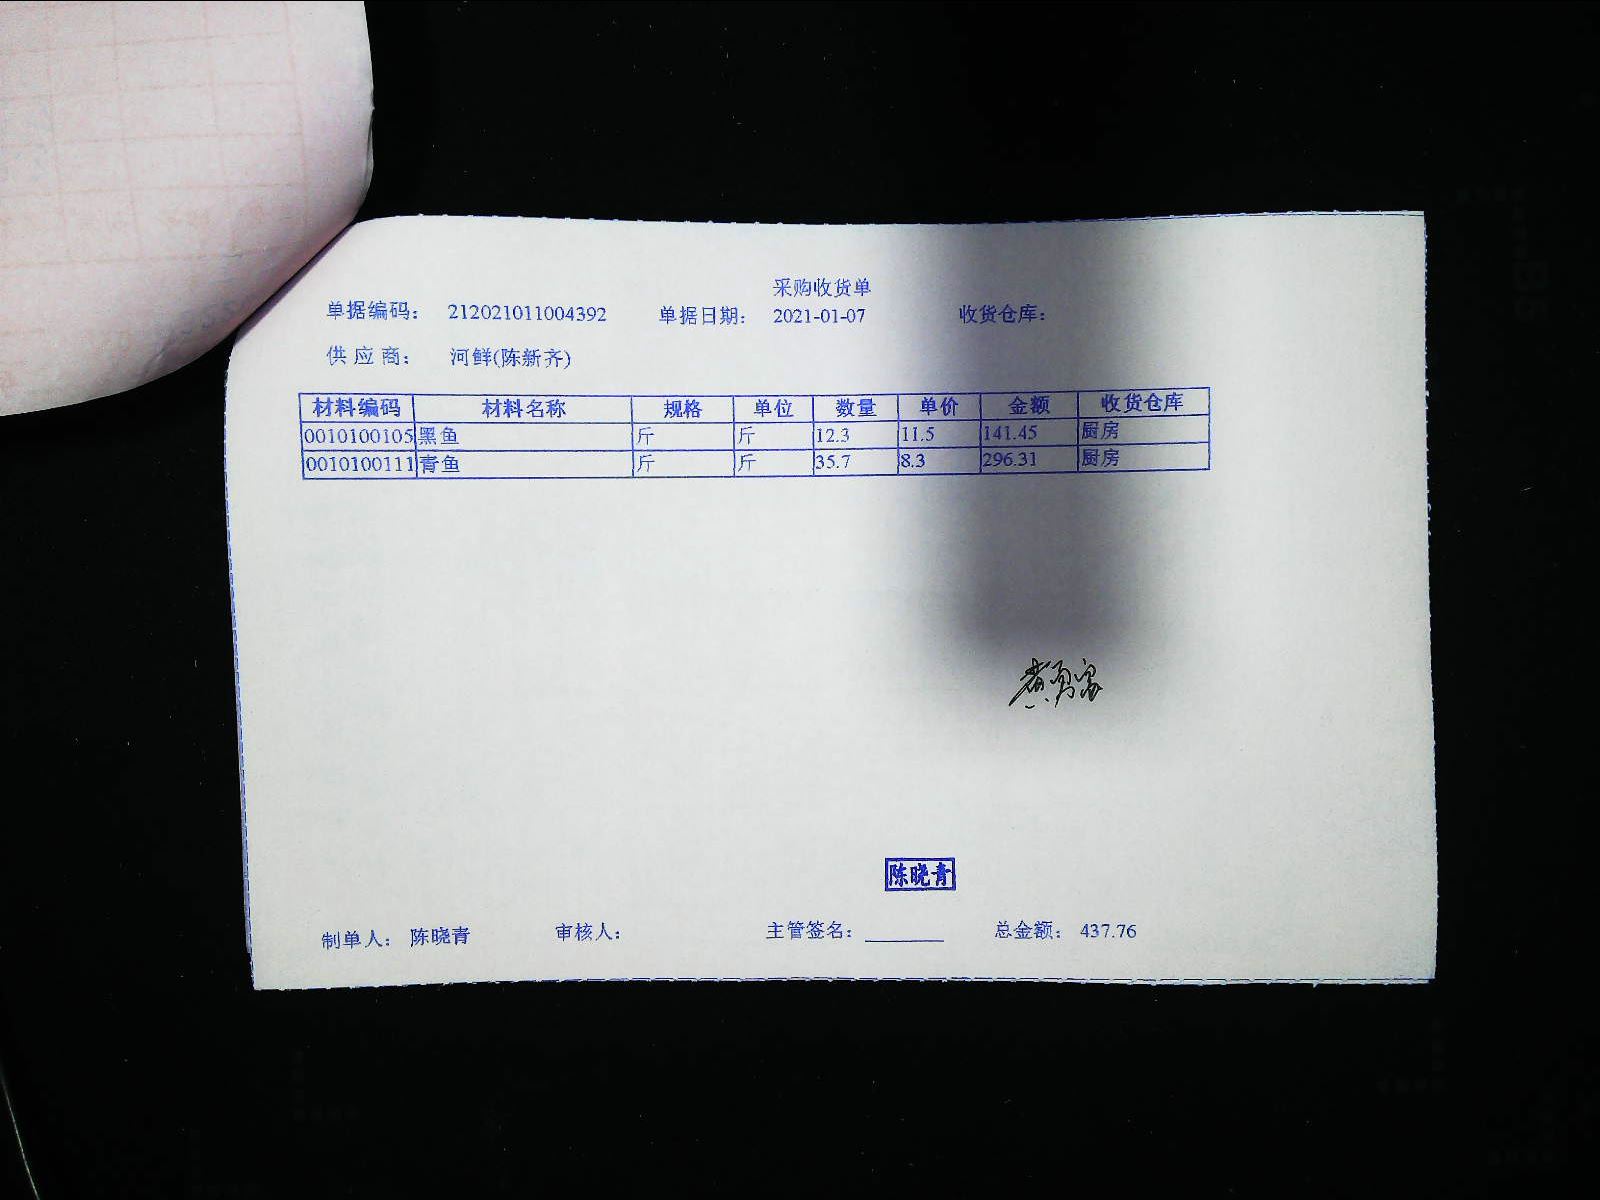 采购收货单
单据编码： 212021011004392 单据日期： 2021-01-07 收货仓库：
供 应 商： 河鲜(陈新齐)
材料编码 材料名称 规格 单位 数量 单价 金额 收货仓库
0010100105 黑鱼 斤 斤 12.3 11.5 141.45 厨房
0010100111 青鱼 斤 斤 35.7 8.3 296.31 厨房
陈晓青
制单人： 陈晓青 审核人： 主管签名： 总金额： 437.76